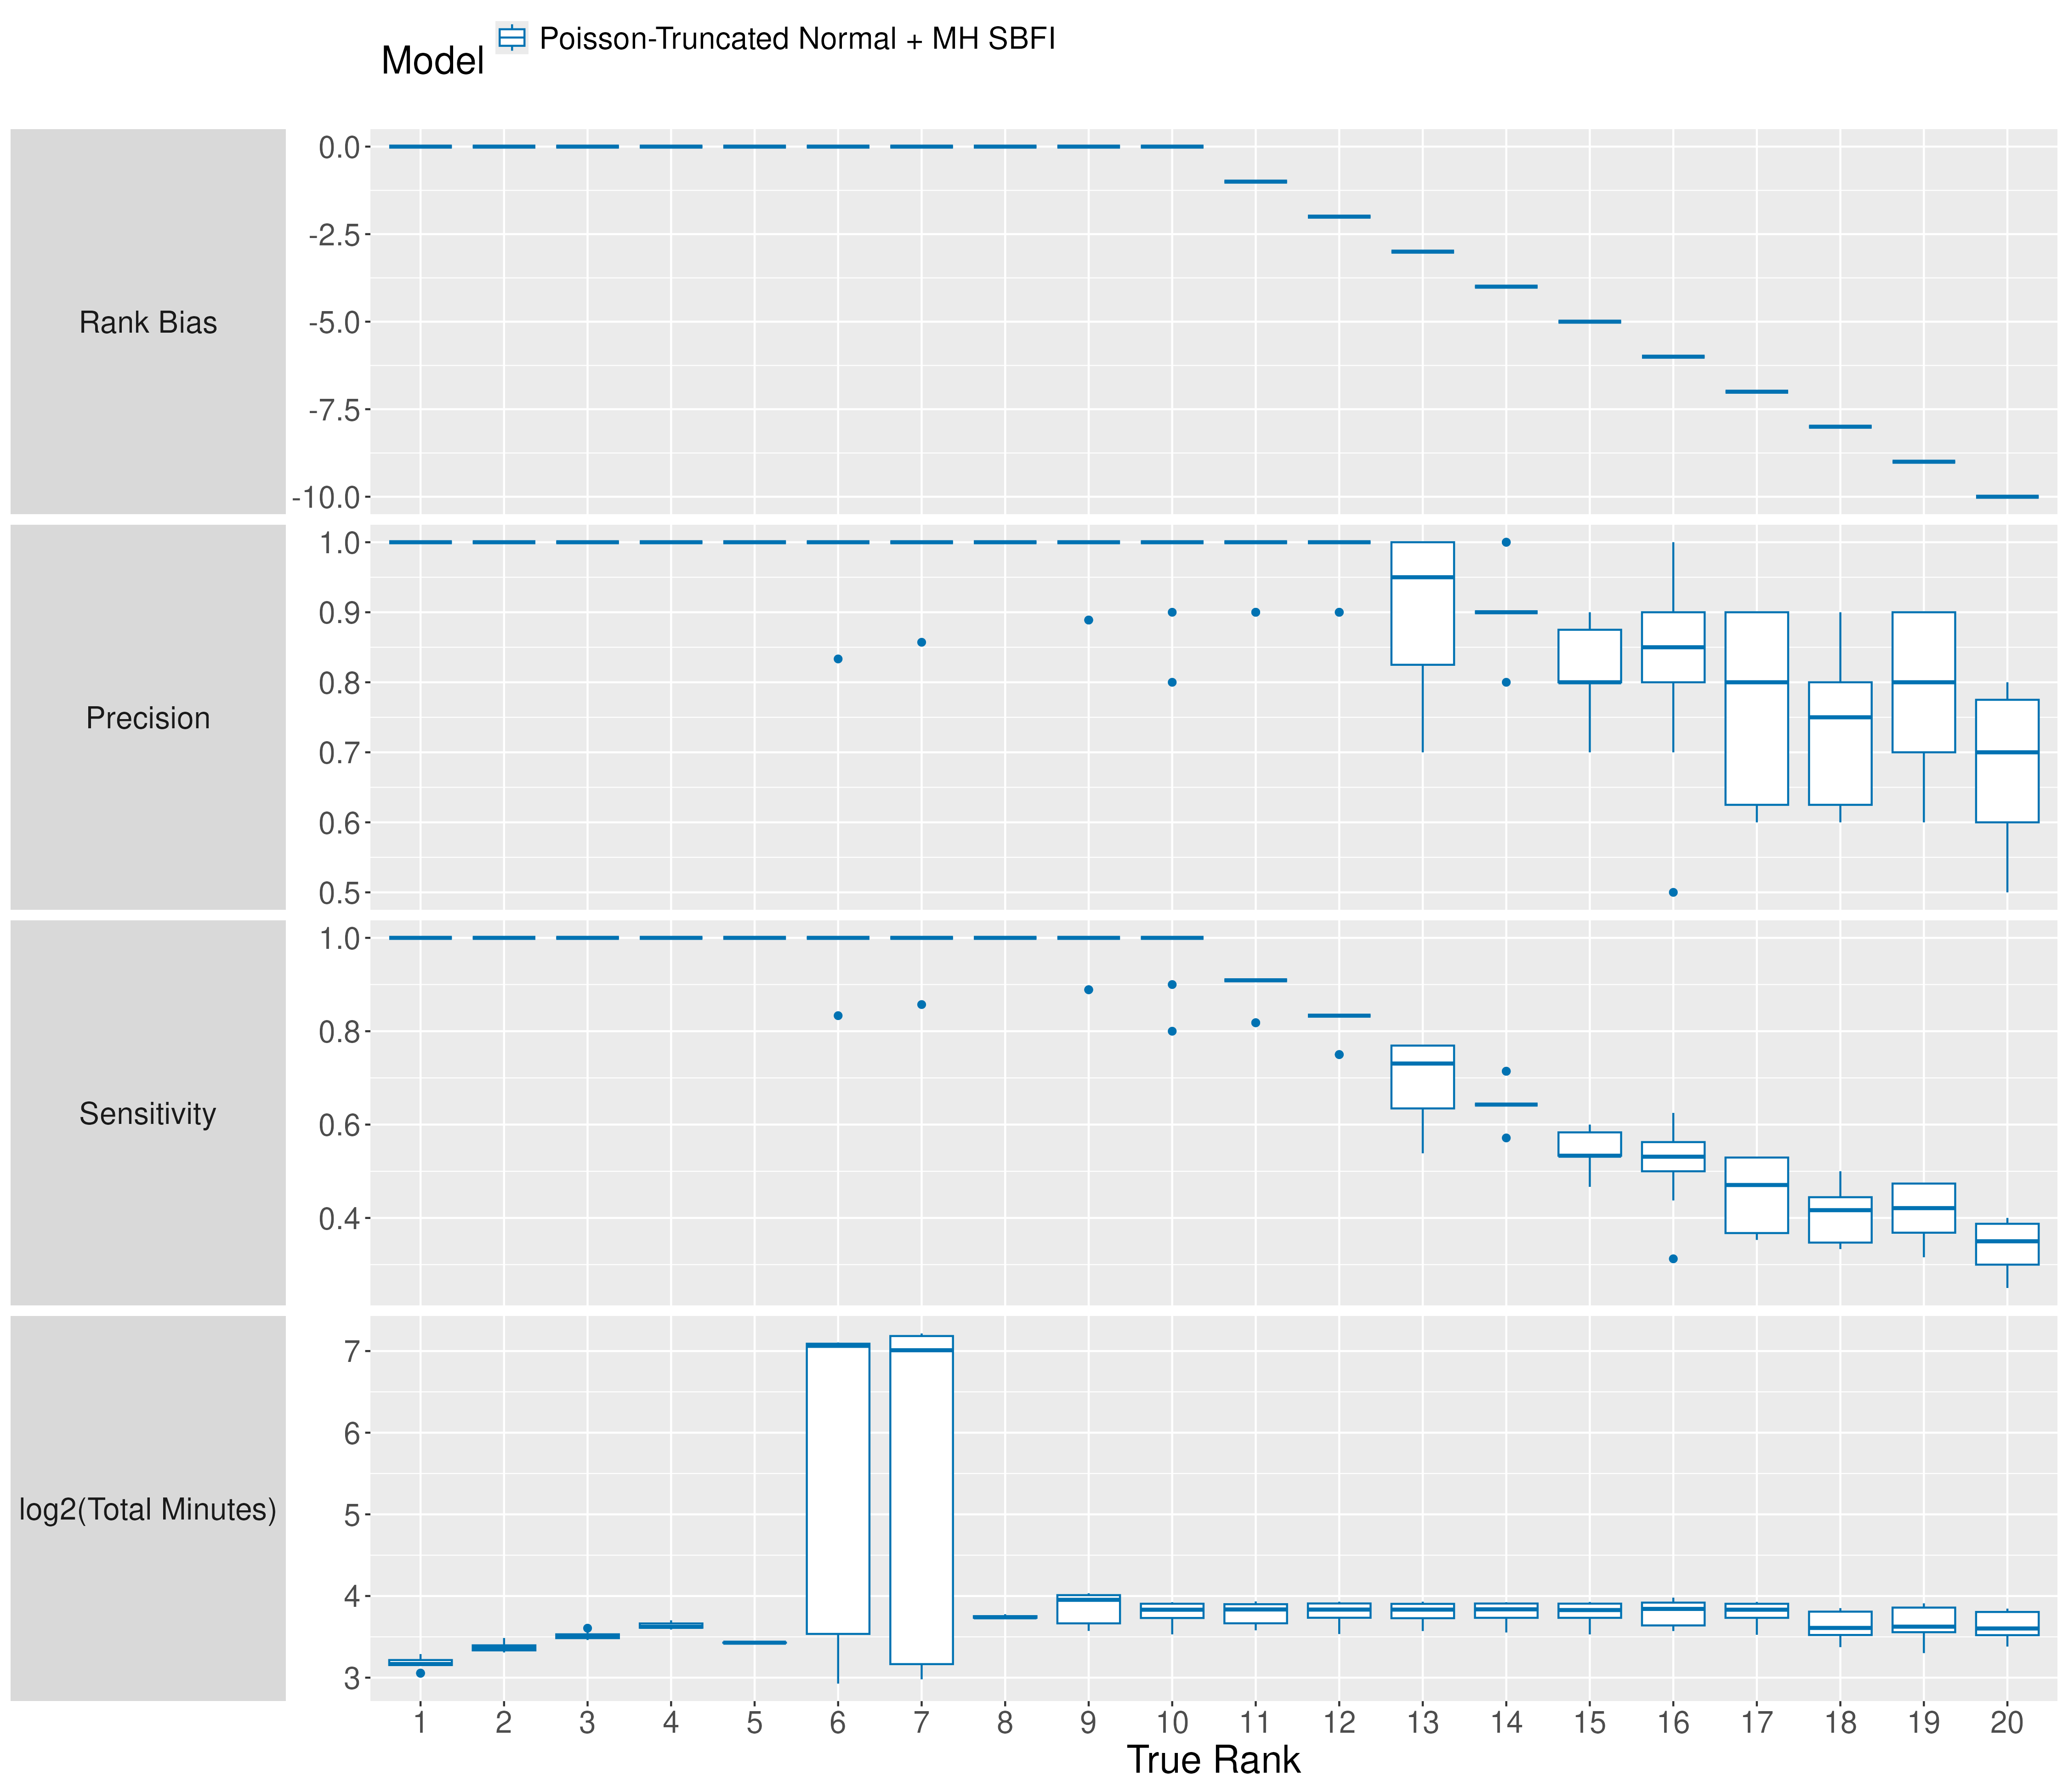 Model Poisson-Truncated Normal + MH SBFI
Rank Bias
0.0
-2.5
-5.0
-7.5
-10.0
Precision
1.0
0.9
0.8
0.7
0.6
0.5
Sensitivity
1.0
0.8
0.6
0.4
log2(Total Minutes)
7
6
5
4
3
1 2 3 4 5 6 7 8 9 10 11 12 13 14 15 16 17 18 19 20
True Rank